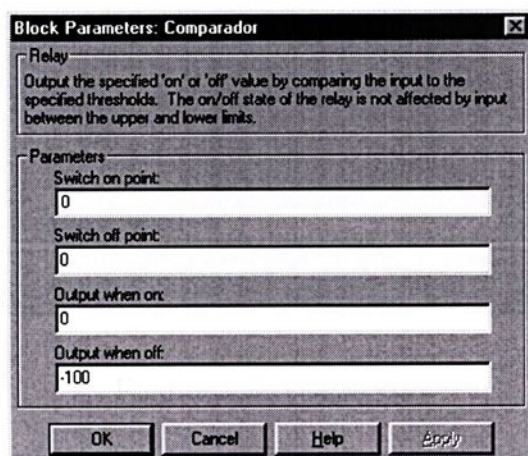 Block Parameters: Comparador
Relay
Output the specified 'on' or 'off' value by comparing the input to the
specified thresholds. The on/off state of the relay is not affected by input
between the upper and lower limits.
Parameters
Switch on point:
0
Switch off point:
0
Output when on:
0
Output when off:
-100
OK Cancel Help Apply